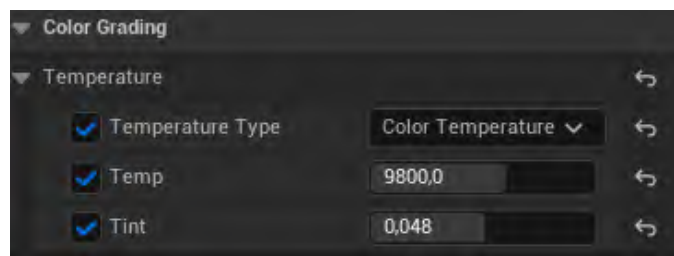 Color Grading
Temperature
Temperature Type Color Temperature
Temp 9800,0
Tint 0,048